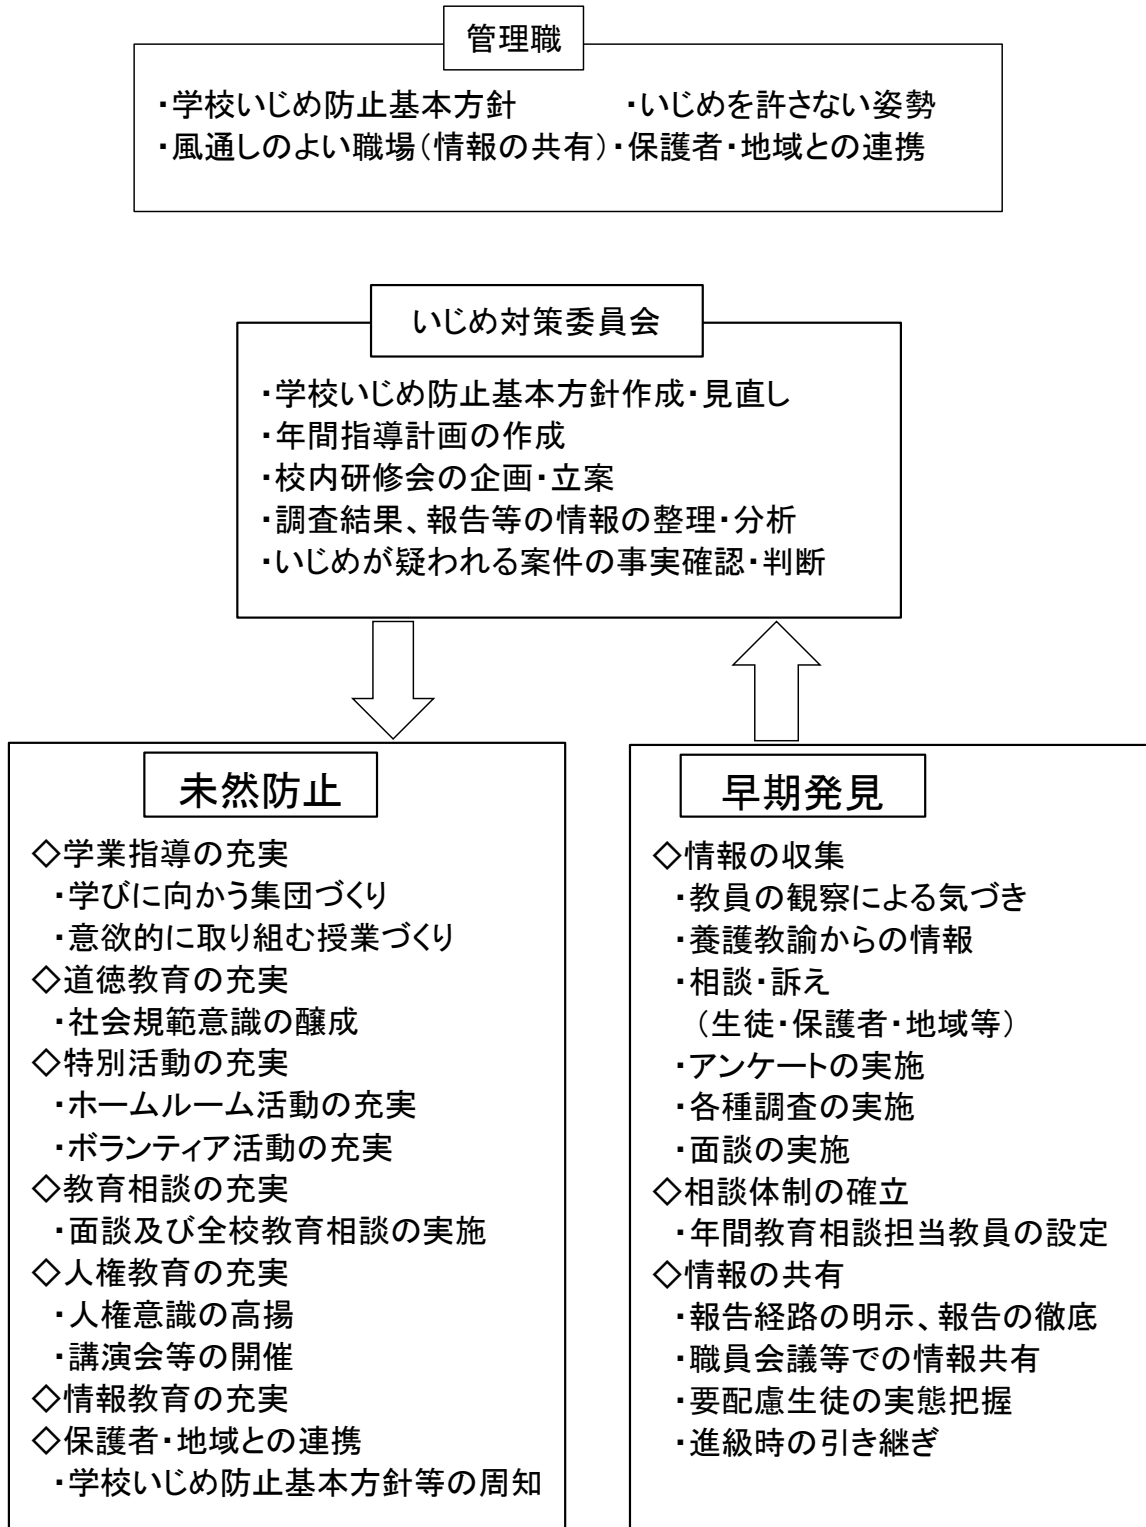 管理職
・学校いじめ防止基本方針　　　・いじめを許さない姿勢
・風通しのよい職場(情報の共有)・保護者・地域との連携
いじめ対策委員会
・学校いじめ防止基本方針作成・見直し
・年間指導計画の作成
・校内研修会の企画・立案
・調査結果、報告等の情報の整理・分析
・いじめが疑われる案件の事実確認・判断
未然防止
◇学業指導の充実
・学びに向かう集団づくり
・意欲的に取り組む授業づくり
◇道徳教育の充実
・社会規範意識の醸成
◇特別活動の充実
・ホームルーム活動の充実
・ボランティア活動の充実
◇教育相談の充実
・面談及び全校教育相談の実施
◇人権教育の充実
・人権意識の高揚
・講演会等の開催
◇情報教育の充実
◇保護者・地域との連携
・学校いじめ防止基本方針等の周知
早期発見
◇情報の収集
・教員の観察による気づき
・養護教諭からの情報
・相談・訴え
（生徒・保護者・地域等）
・アンケートの実施
・各種調査の実施
・面談の実施
◇相談体制の確立
・年間教育相談担当教員の設定
◇情報の共有
・報告経路の明示、報告の徹底
・職員会議等での情報共有
・要配慮生徒の実態把握
・進級時の引き継ぎ